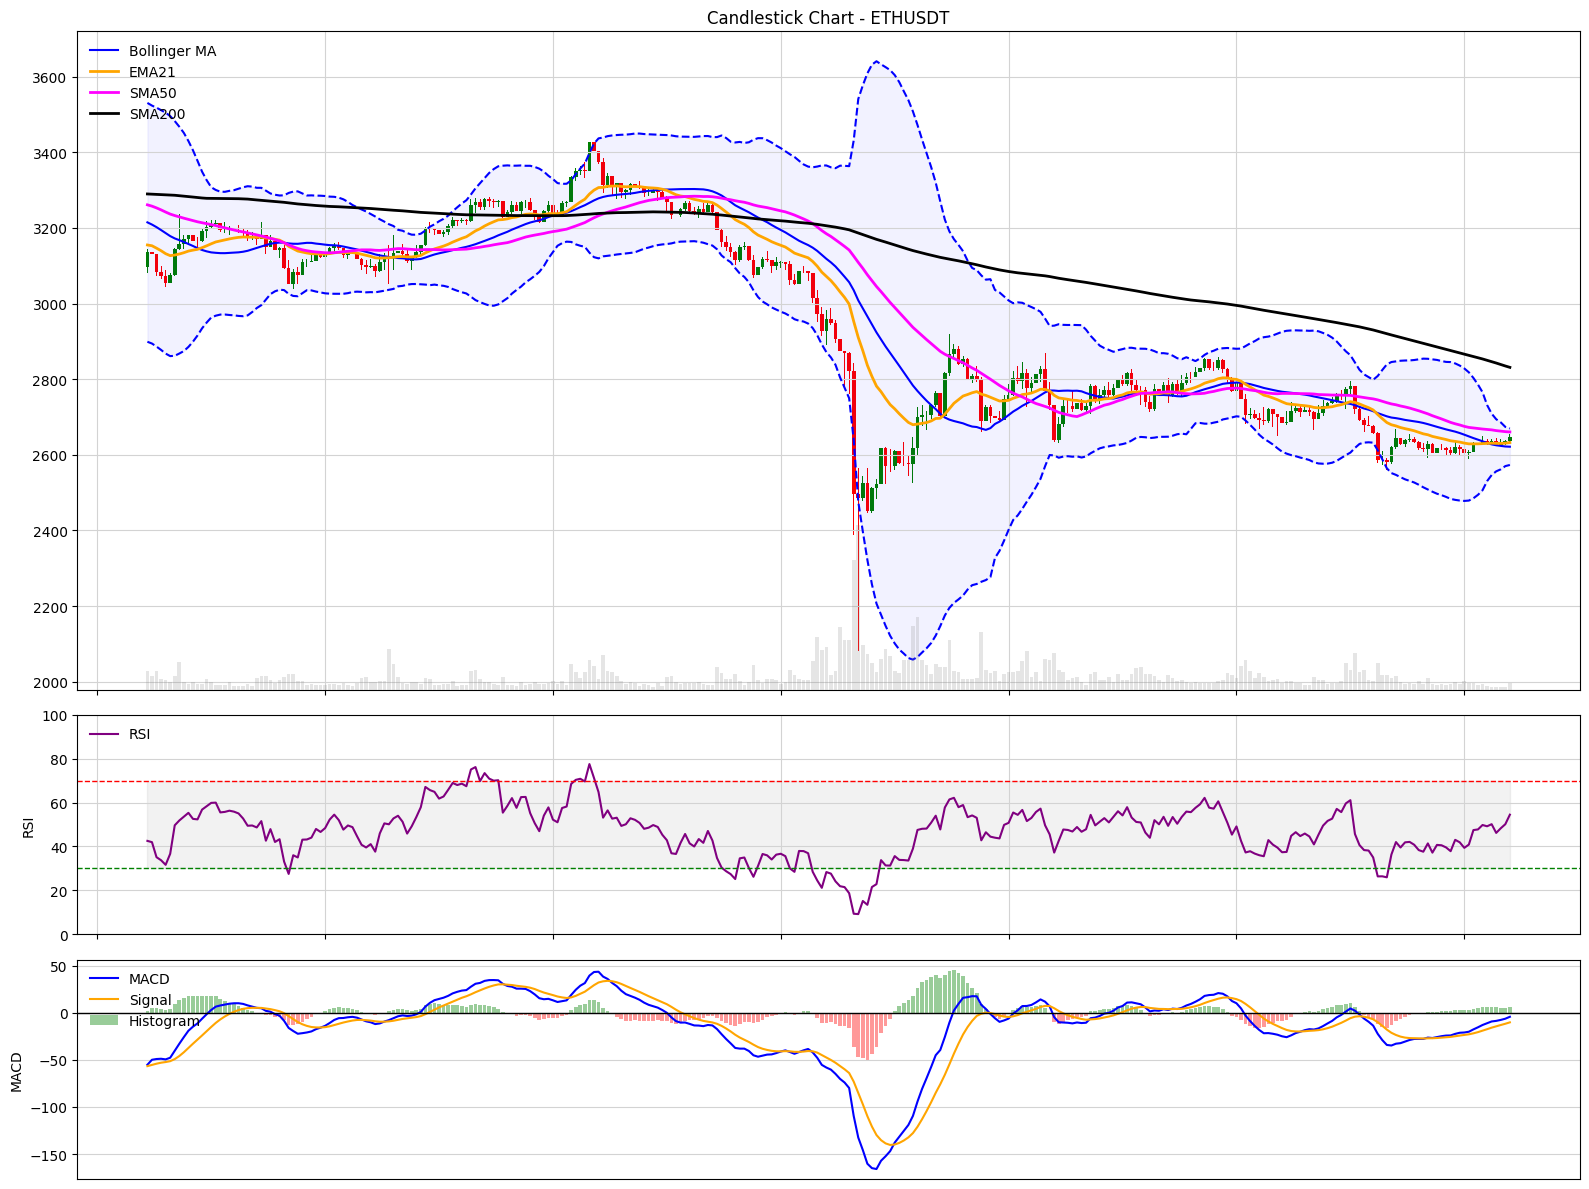 Candlestick Chart - ETHUSDT
Bollinger MA
EMA21
SMA50
SMA200
3600
3400
3200
3000
2800
2600
2400
2200
2000
RSI
100
80
60
40
20
0
RSI
MACD
Signal
Histogram
50
0
−50
−100
−150
MACD